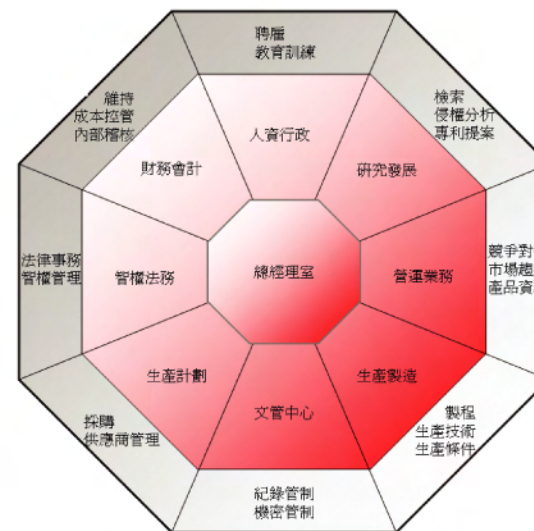 聘雇
教育訓練
維持
成本控管
內部稽核
檢索
侵權分析
專利提案
人資行政
財務會計
研究發展
法律事務
智權管理
智權法務
總經理室
營運業務
競爭對
市場趨
產品資
生產計劃
生產製造
文管中心
採購
供應商管理
製程
生產技術
生產條件
紀錄管制
機密管制